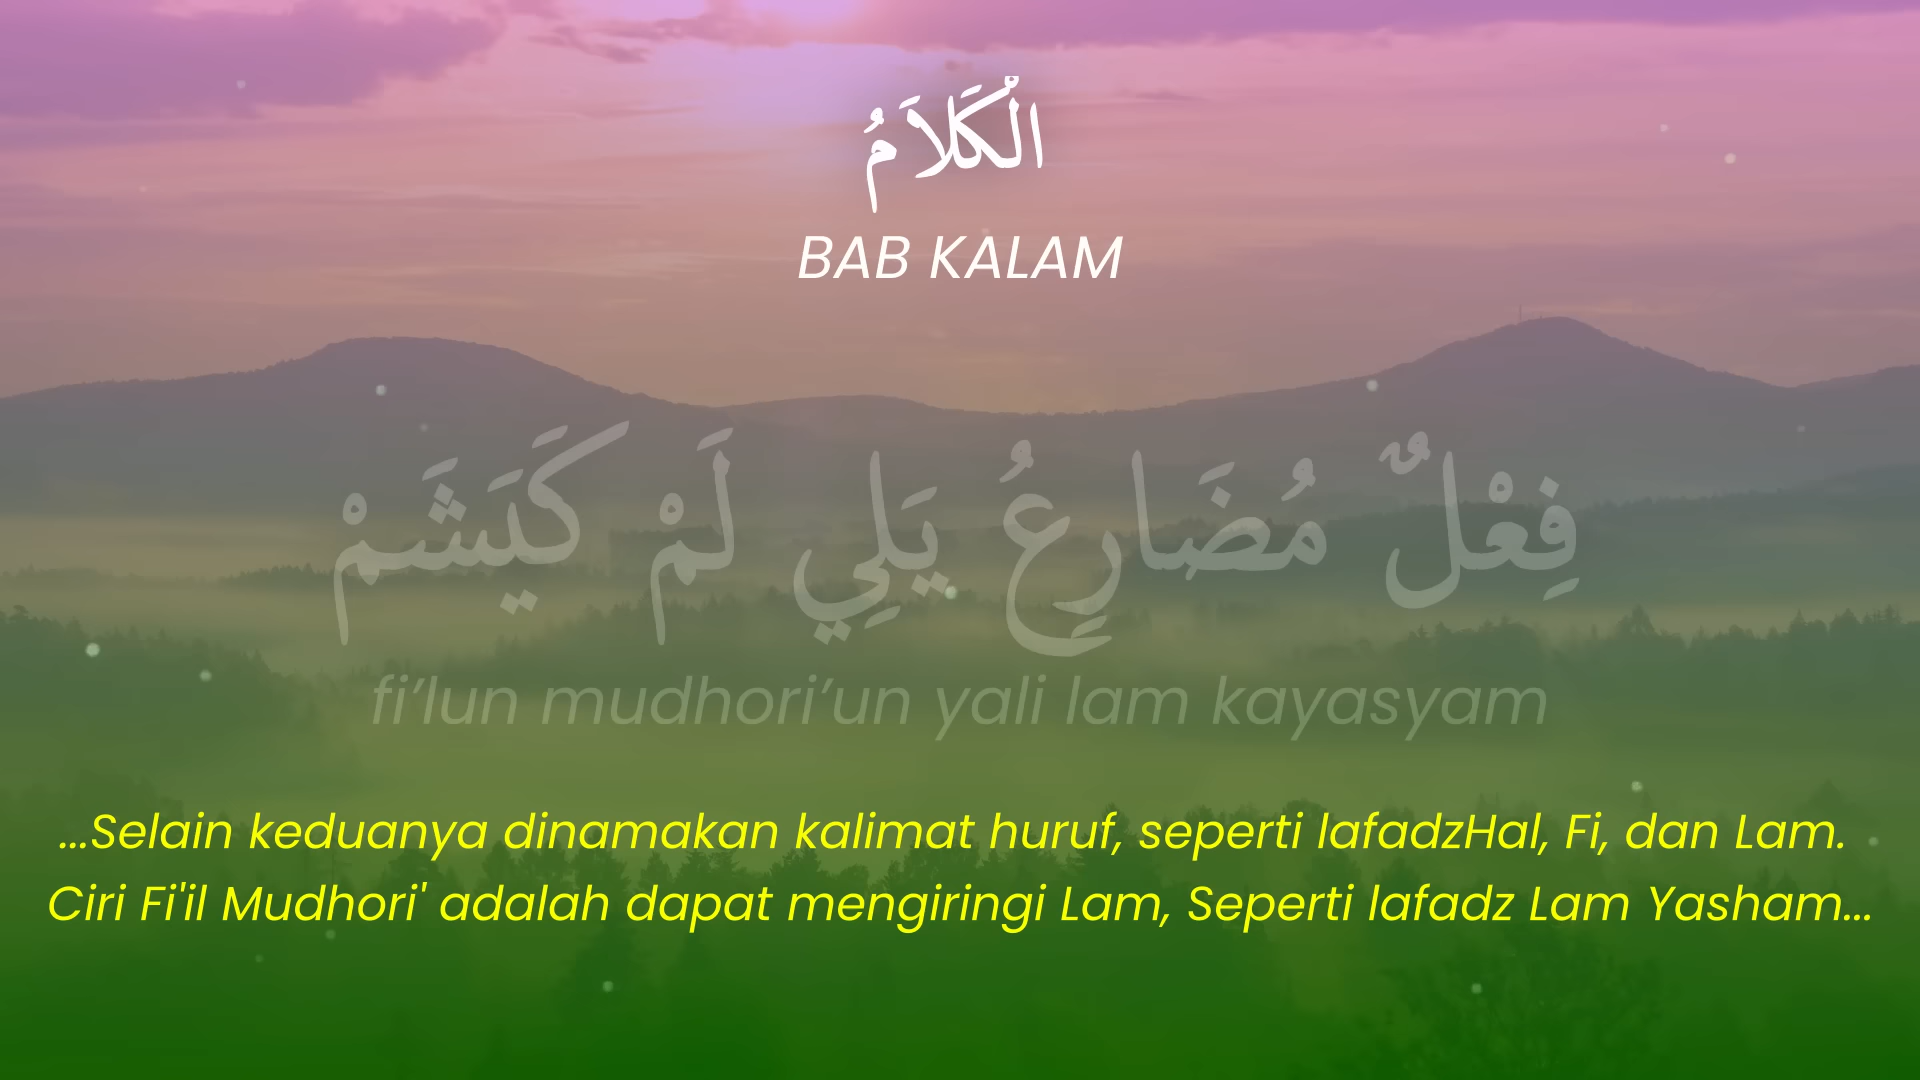 الْكَلَامُ
BAB KALAM
فِعْلٌ مُضَارِعُ يَلِي لَمْ كَيَشَمْ
fi’lun mudhori’un yali lam kayasyam
...Selain keduanya dinamakan kalimat huruf, seperti lafadzHal, Fi, dan Lam.
Ciri Fi'il Mudhori' adalah dapat mengiringi Lam, Seperti lafadz Lam Yasham...